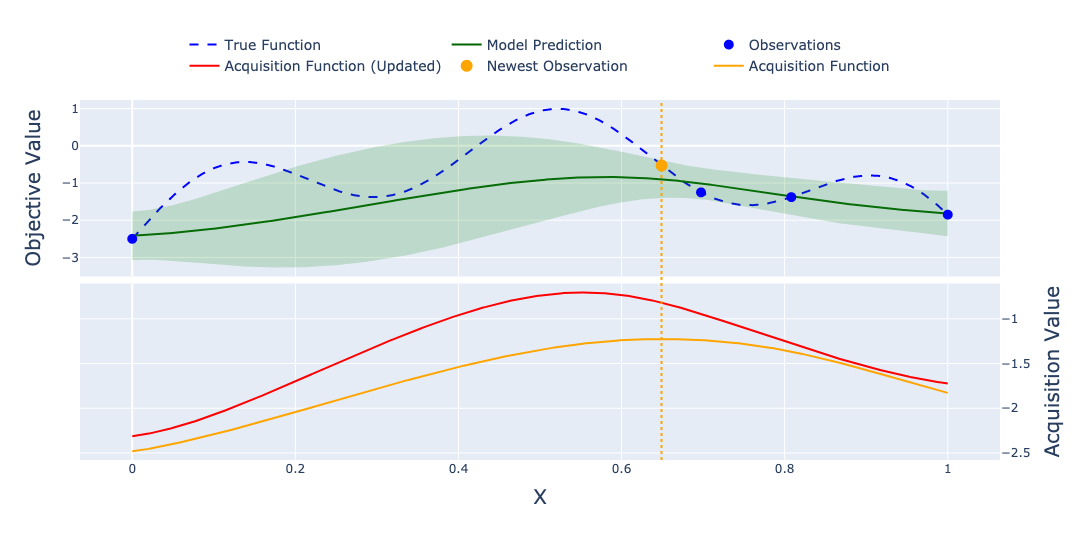 True Function
Model Prediction
Observations
Acquisition Function (Updated)
Newest Observation
Acquisition Function
Objective Value
1
0
−1
−2
−3
Acquisition Value
−1
−1.5
−2
−2.5
0
0.2
0.4
0.6
0.8
1
X